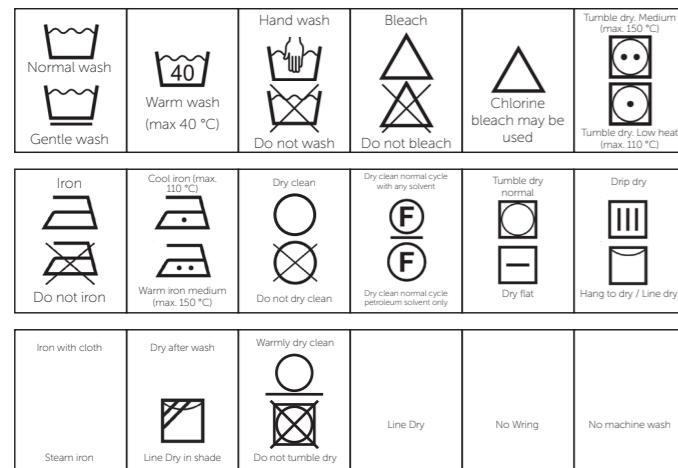 Normal wash
Gentle wash
40
Warm wash
(max 40 °C)
Hand wash
Do not wash
Bleach
Do not bleach
Chlorine
bleach may be
used
Tumble dry. Medium
(max. 150 °C)
Tumble dry. Low heat
(max. 110 °C)
Iron
Do not iron
Cool iron (max.
110 °C)
Warm iron medium
(max. 150 °C)
Dry clean
Do not dry clean
Dry clean normal cycle
with any solvent
F
F
Dry clean normal cycle
petroleum solvent only
Tumble dry
normal
Dry flat
Drip dry
Hang to dry / Line dry
Iron with cloth
Steam iron
Dry after wash
Line Dry in shade
Warmly dry clean
Do not tumble dry
Line Dry
No Wring
No machine wash